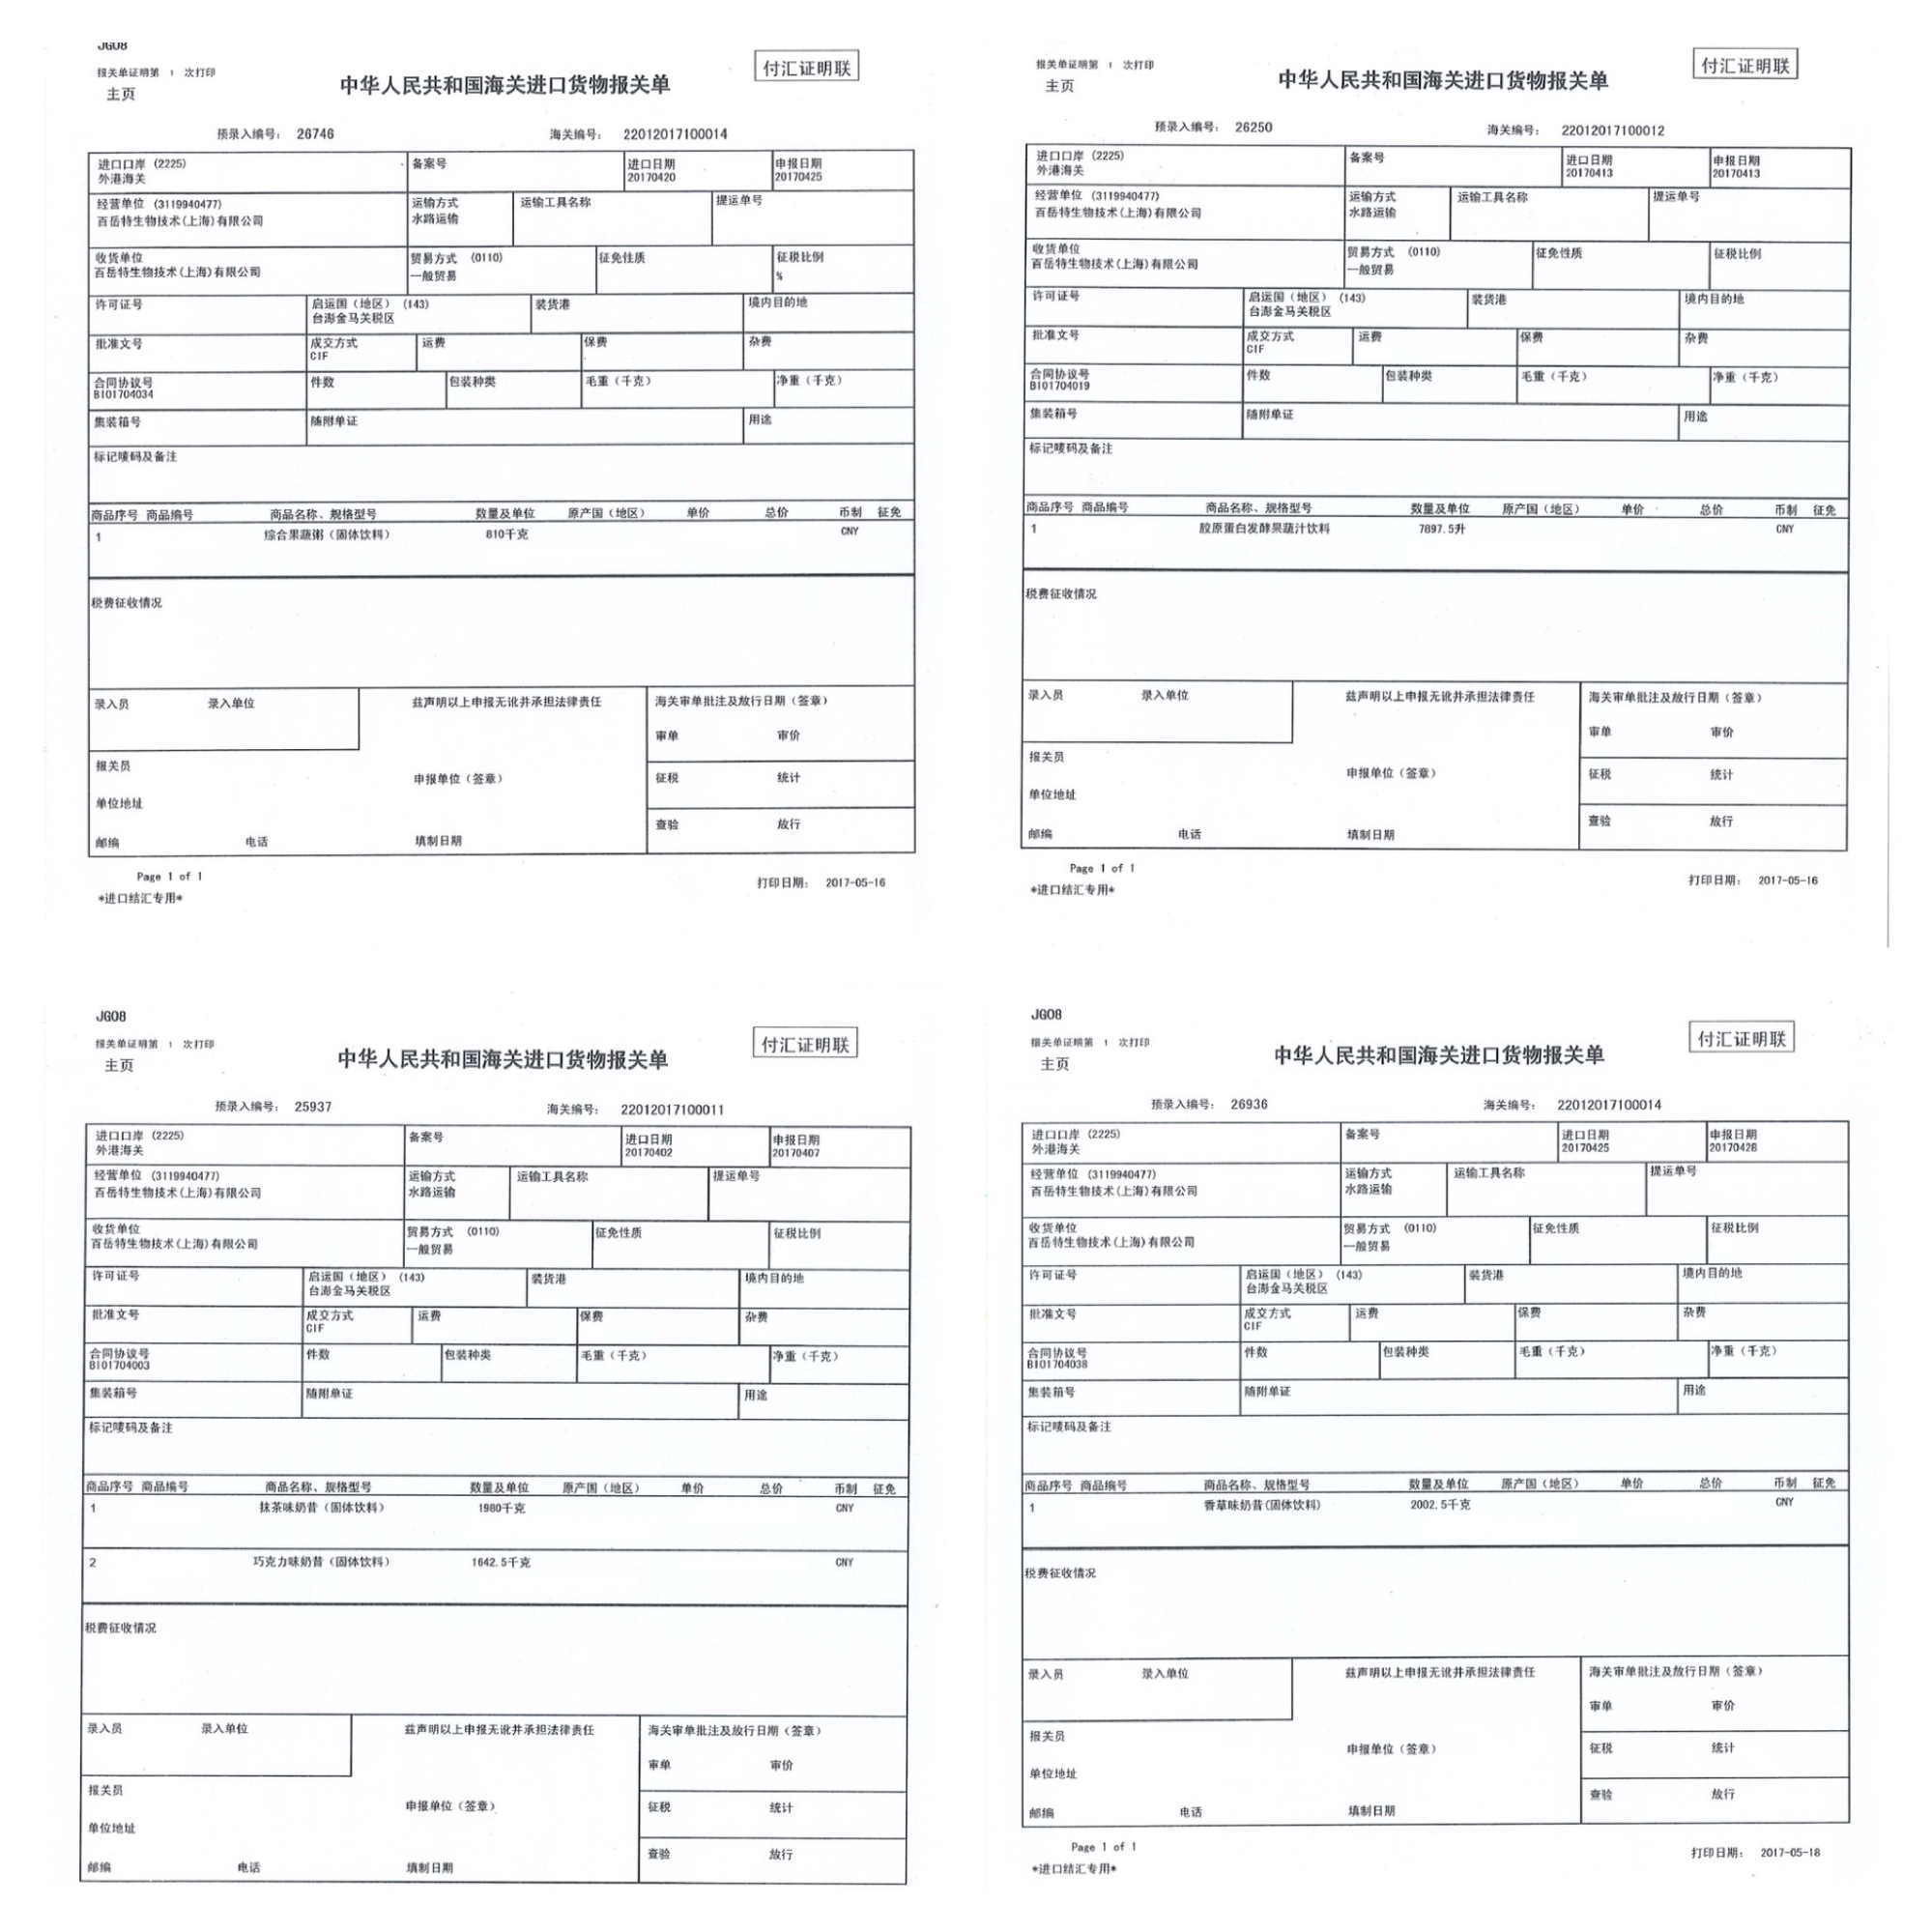 JG08
付汇证明联
报关单证明第 1 次打印
中华人民共和国海关进口货物报关单
主页
预录入编号： 26746 海关编号： 22012017100014
进口口岸 (2225) 备案号 进口日期 申报日期
外港海关 20170420 20170425
经营单位 (3119940477) 运输方式 运输工具名称 提运单号
百岳特生物技术(上海)有限公司 水路运输
收货单位 贸易方式 (0110) 征免性质 征税比例
百岳特生物技术(上海)有限公司 一般贸易 %
许可证号 启运国（地区） (143) 装货港 境内目的地
台澎金马关税区
批准文号 成交方式 运费 保费 杂费
CIF
合同协议号 件数 包装种类 毛重（千克） 净重（千克）
BIO1704034
集装箱号 随附单证 用途
标记唛码及备注
商品序号 商品编号 商品名称、规格型号 数量及单位 原产国（地区） 单价 总价 币制 征免
1 综合果蔬粥（固体饮料） 810千克 CNY
税费征收情况
录入员 录入单位 兹声明以上申报无讹并承担法律责任 海关审单批注及放行日期（签章）
审单 审价
报关员
申报单位（签章） 征税 统计
单位地址
查验 放行
邮编 电话 填制日期
Page 1 of 1
打印日期： 2017-05-16
*进口结汇专用*
付汇证明联
报关单证明第 1 次打印
中华人民共和国海关进口货物报关单
主页
预录入编号： 26250 海关编号： 22012017100012
进口口岸 (2225) 备案号 进口日期 申报日期
外港海关 20170413 20170413
经营单位 (3119940477) 运输方式 运输工具名称 提运单号
百岳特生物技术(上海)有限公司 水路运输
收货单位 贸易方式 (0110) 征免性质 征税比例
百岳特生物技术(上海)有限公司 一般贸易
许可证号 启运国（地区） (143) 装货港 境内目的地
台澎金马关税区
批准文号 成交方式 运费 保费 杂费
CIF
合同协议号 件数 包装种类 毛重（千克） 净重（千克）
BIO1704019
集装箱号 随附单证 用途
标记唛码及备注
商品序号 商品编号 商品名称、规格型号 数量及单位 原产国（地区） 单价 总价 币制 征免
1 胶原蛋白发酵果蔬汁饮料 7897.5升 CNY
税费征收情况
录入员 录入单位 兹声明以上申报无讹并承担法律责任 海关审单批注及放行日期（签章）
审单 审价
报关员
申报单位（签章） 征税 统计
单位地址
查验 放行
邮编 电话 填制日期
Page 1 of 1
打印日期： 2017-05-16
*进口结汇专用*
JG08
付汇证明联
报关单证明第 1 次打印
中华人民共和国海关进口货物报关单
主页
预录入编号： 25937 海关编号： 22012017100011
进口口岸 (2225) 备案号 进口日期 申报日期
外港海关 20170402 20170407
经营单位 (3119940477) 运输方式 运输工具名称 提运单号
百岳特生物技术(上海)有限公司 水路运输
收货单位 贸易方式 (0110) 征免性质 征税比例
百岳特生物技术(上海)有限公司 一般贸易
许可证号 启运国（地区） (143) 装货港 境内目的地
台澎金马关税区
批准文号 成交方式 运费 保费 杂费
CIF
合同协议号 件数 包装种类 毛重（千克） 净重（千克）
BIO1704003
集装箱号 随附单证 用途
标记唛码及备注
商品序号 商品编号 商品名称、规格型号 数量及单位 原产国（地区） 单价 总价 币制 征免
1 抹茶味奶昔（固体饮料） 1980千克 CNY
2 巧克力味奶昔（固体饮料） 1642.5千克 CNY
税费征收情况
录入员 录入单位 兹声明以上申报无讹并承担法律责任 海关审单批注及放行日期（签章）
审单 审价
报关员
申报单位（签章） 征税 统计
单位地址
查验 放行
邮编 电话 填制日期
JG08
付汇证明联
报关单证明第 1 次打印
中华人民共和国海关进口货物报关单
主页
预录入编号： 26936 海关编号： 22012017100014
进口口岸 (2225) 备案号 进口日期 申报日期
外港海关 20170425 20170428
经营单位 (3119940477) 运输方式 运输工具名称 提运单号
百岳特生物技术(上海)有限公司 水路运输
收货单位 贸易方式 (0110) 征免性质 征税比例
百岳特生物技术(上海)有限公司 一般贸易
许可证号 启运国（地区） (143) 装货港 境内目的地
台澎金马关税区
批准文号 成交方式 运费 保费 杂费
CIF
合同协议号 件数 包装种类 毛重（千克） 净重（千克）
BIO1704038
集装箱号 随附单证 用途
标记唛码及备注
商品序号 商品编号 商品名称、规格型号 数量及单位 原产国（地区） 单价 总价 币制 征免
1 香草味奶昔(固体饮料) 2002.5千克 CNY
税费征收情况
录入员 录入单位 兹声明以上申报无讹并承担法律责任 海关审单批注及放行日期（签章）
审单 审价
报关员
申报单位（签章） 征税 统计
单位地址
查验 放行
邮编 电话 填制日期
Page 1 of 1
打印日期： 2017-05-18
*进口结汇专用*